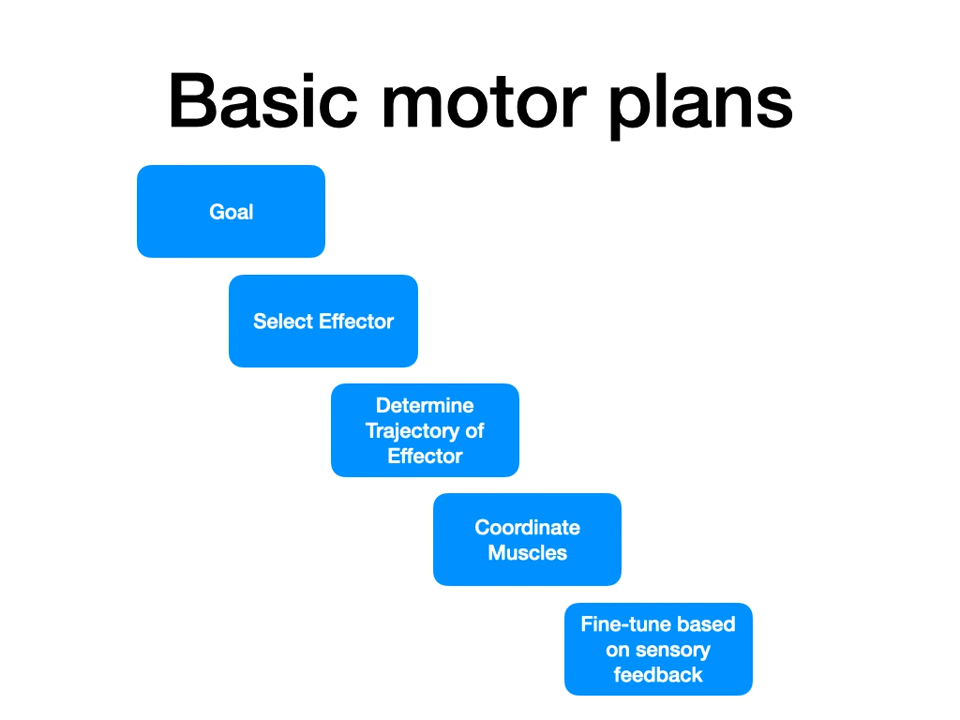 Basic motor plans
Goal
Select Effector
Determine
Trajectory of
Effector
Coordinate
Muscles
Fine-tune based
on sensory
feedback